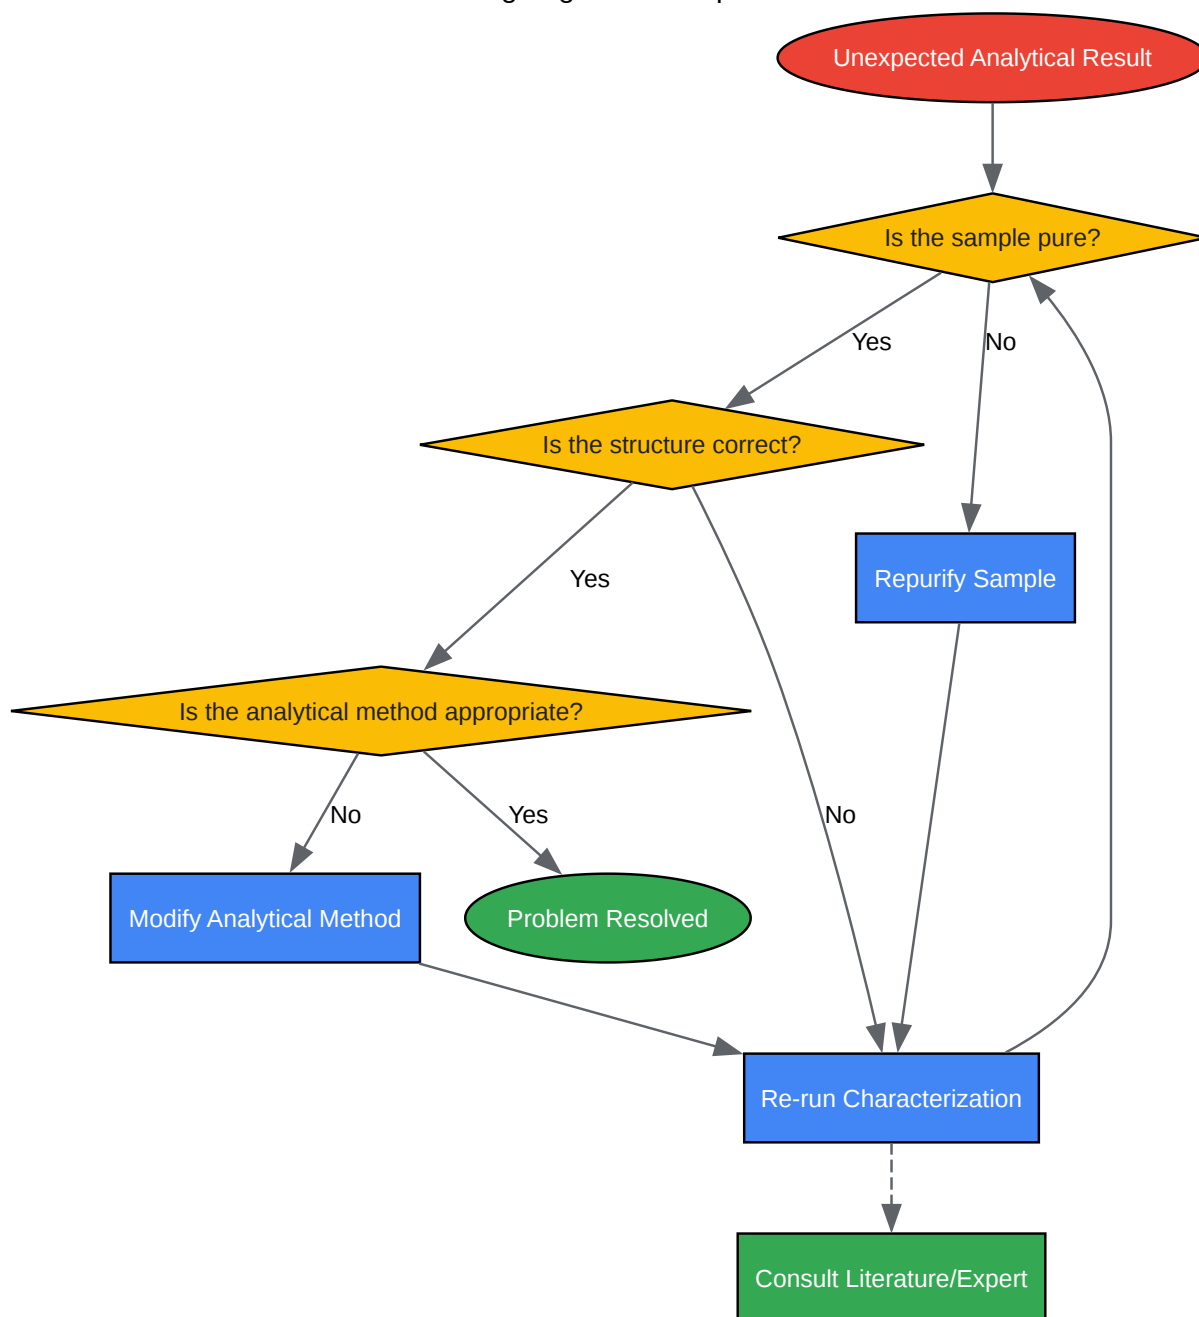 Unexpected Analytical Result
Is the sample pure?
Yes
No
Is the structure correct?
Yes
Repurify Sample
Is the analytical method appropriate?
No
Yes
No
Modify Analytical Method
Problem Resolved
Re-run Characterization
Consult Literature/Expert